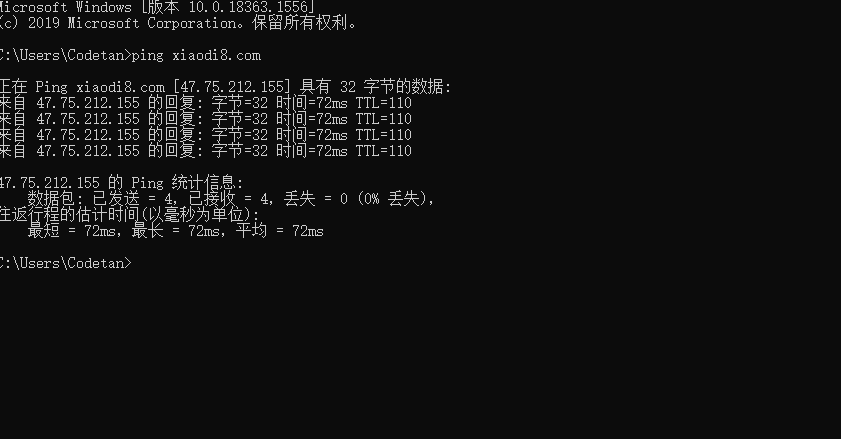 Microsoft Windows [版本 10.0.18363.1556]
(c) 2019 Microsoft Corporation。保留所有权利。
C:\Users\Codetan>ping xiaodi8.com
正在 Ping xiaodi8.com [47.75.212.155] 具有 32 字节的数据:
来自 47.75.212.155 的回复: 字节=32 时间=72ms TTL=110
来自 47.75.212.155 的回复: 字节=32 时间=72ms TTL=110
来自 47.75.212.155 的回复: 字节=32 时间=72ms TTL=110
来自 47.75.212.155 的回复: 字节=32 时间=72ms TTL=110
47.75.212.155 的 Ping 统计信息:
数据包: 已发送 = 4, 已接收 = 4, 丢失 = 0 (0% 丢失),
往返行程的估计时间(以毫秒为单位):
最短 = 72ms, 最长 = 72ms, 平均 = 72ms
C:\Users\Codetan>